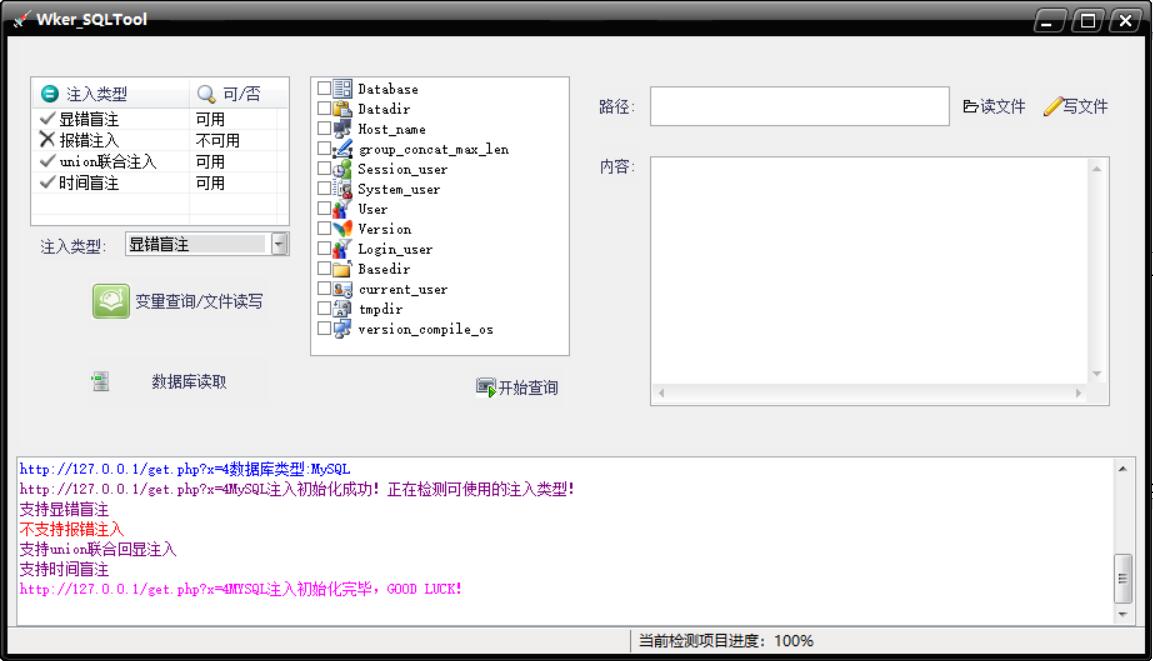 Wker_SQLTool
注入类型 可/否
显错盲注 可用
报错注入 不可用
union联合注入 可用
时间盲注 可用
注入类型: 显错盲注
变量查询/文件读写
数据库读取
Database
Datadir
Host_name
group_concat_max_len
Session_user
System_user
User
Version
Login_user
Basedir
current_user
tmpdir
version_compile_os
开始查询
路径: 读文件 写文件
内容:
http://127.0.0.1/get.php?x=4数据库类型:MySQL
http://127.0.0.1/get.php?x=4MySQL注入初始化成功！正在检测可使用的注入类型！
支持显错盲注
不支持报错注入
支持union联合回显注入
支持时间盲注
http://127.0.0.1/get.php?x=4MYSQL注入初始化完毕，GOOD LUCK!
当前检测项目进度: 100%